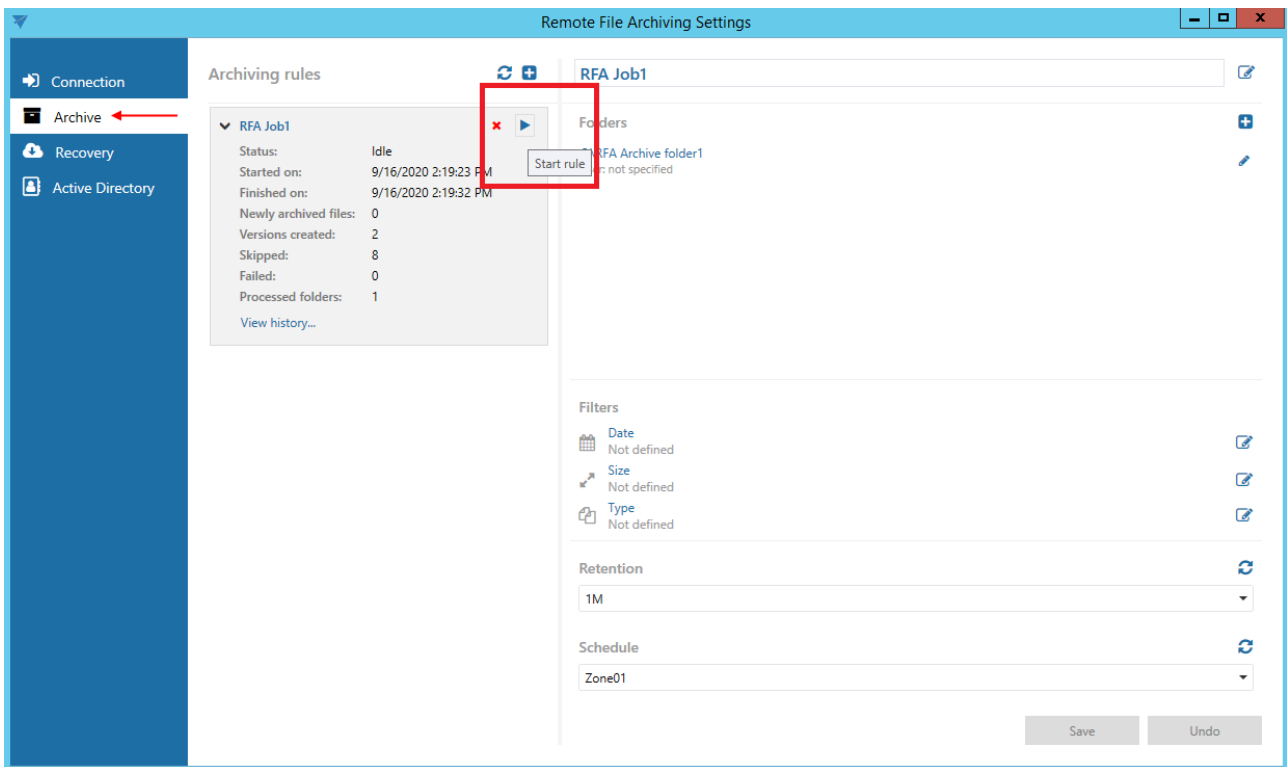 Remote File Archiving Settings
Connection
Archive
Recovery
Active Directory
Archiving rules
RFA Job1
Status: Idle
Started on: 9/16/2020 2:19:23 PM
Finished on: 9/16/2020 2:19:32 PM
Newly archived files: 0
Versions created: 2
Skipped: 8
Failed: 0
Processed folders: 1
View history...
Start rule
RFA Job1
Folders
RFA Archive folder1
not specified
Filters
Date
Not defined
Size
Not defined
Type
Not defined
Retention
1M
Schedule
Zone01
Save Undo